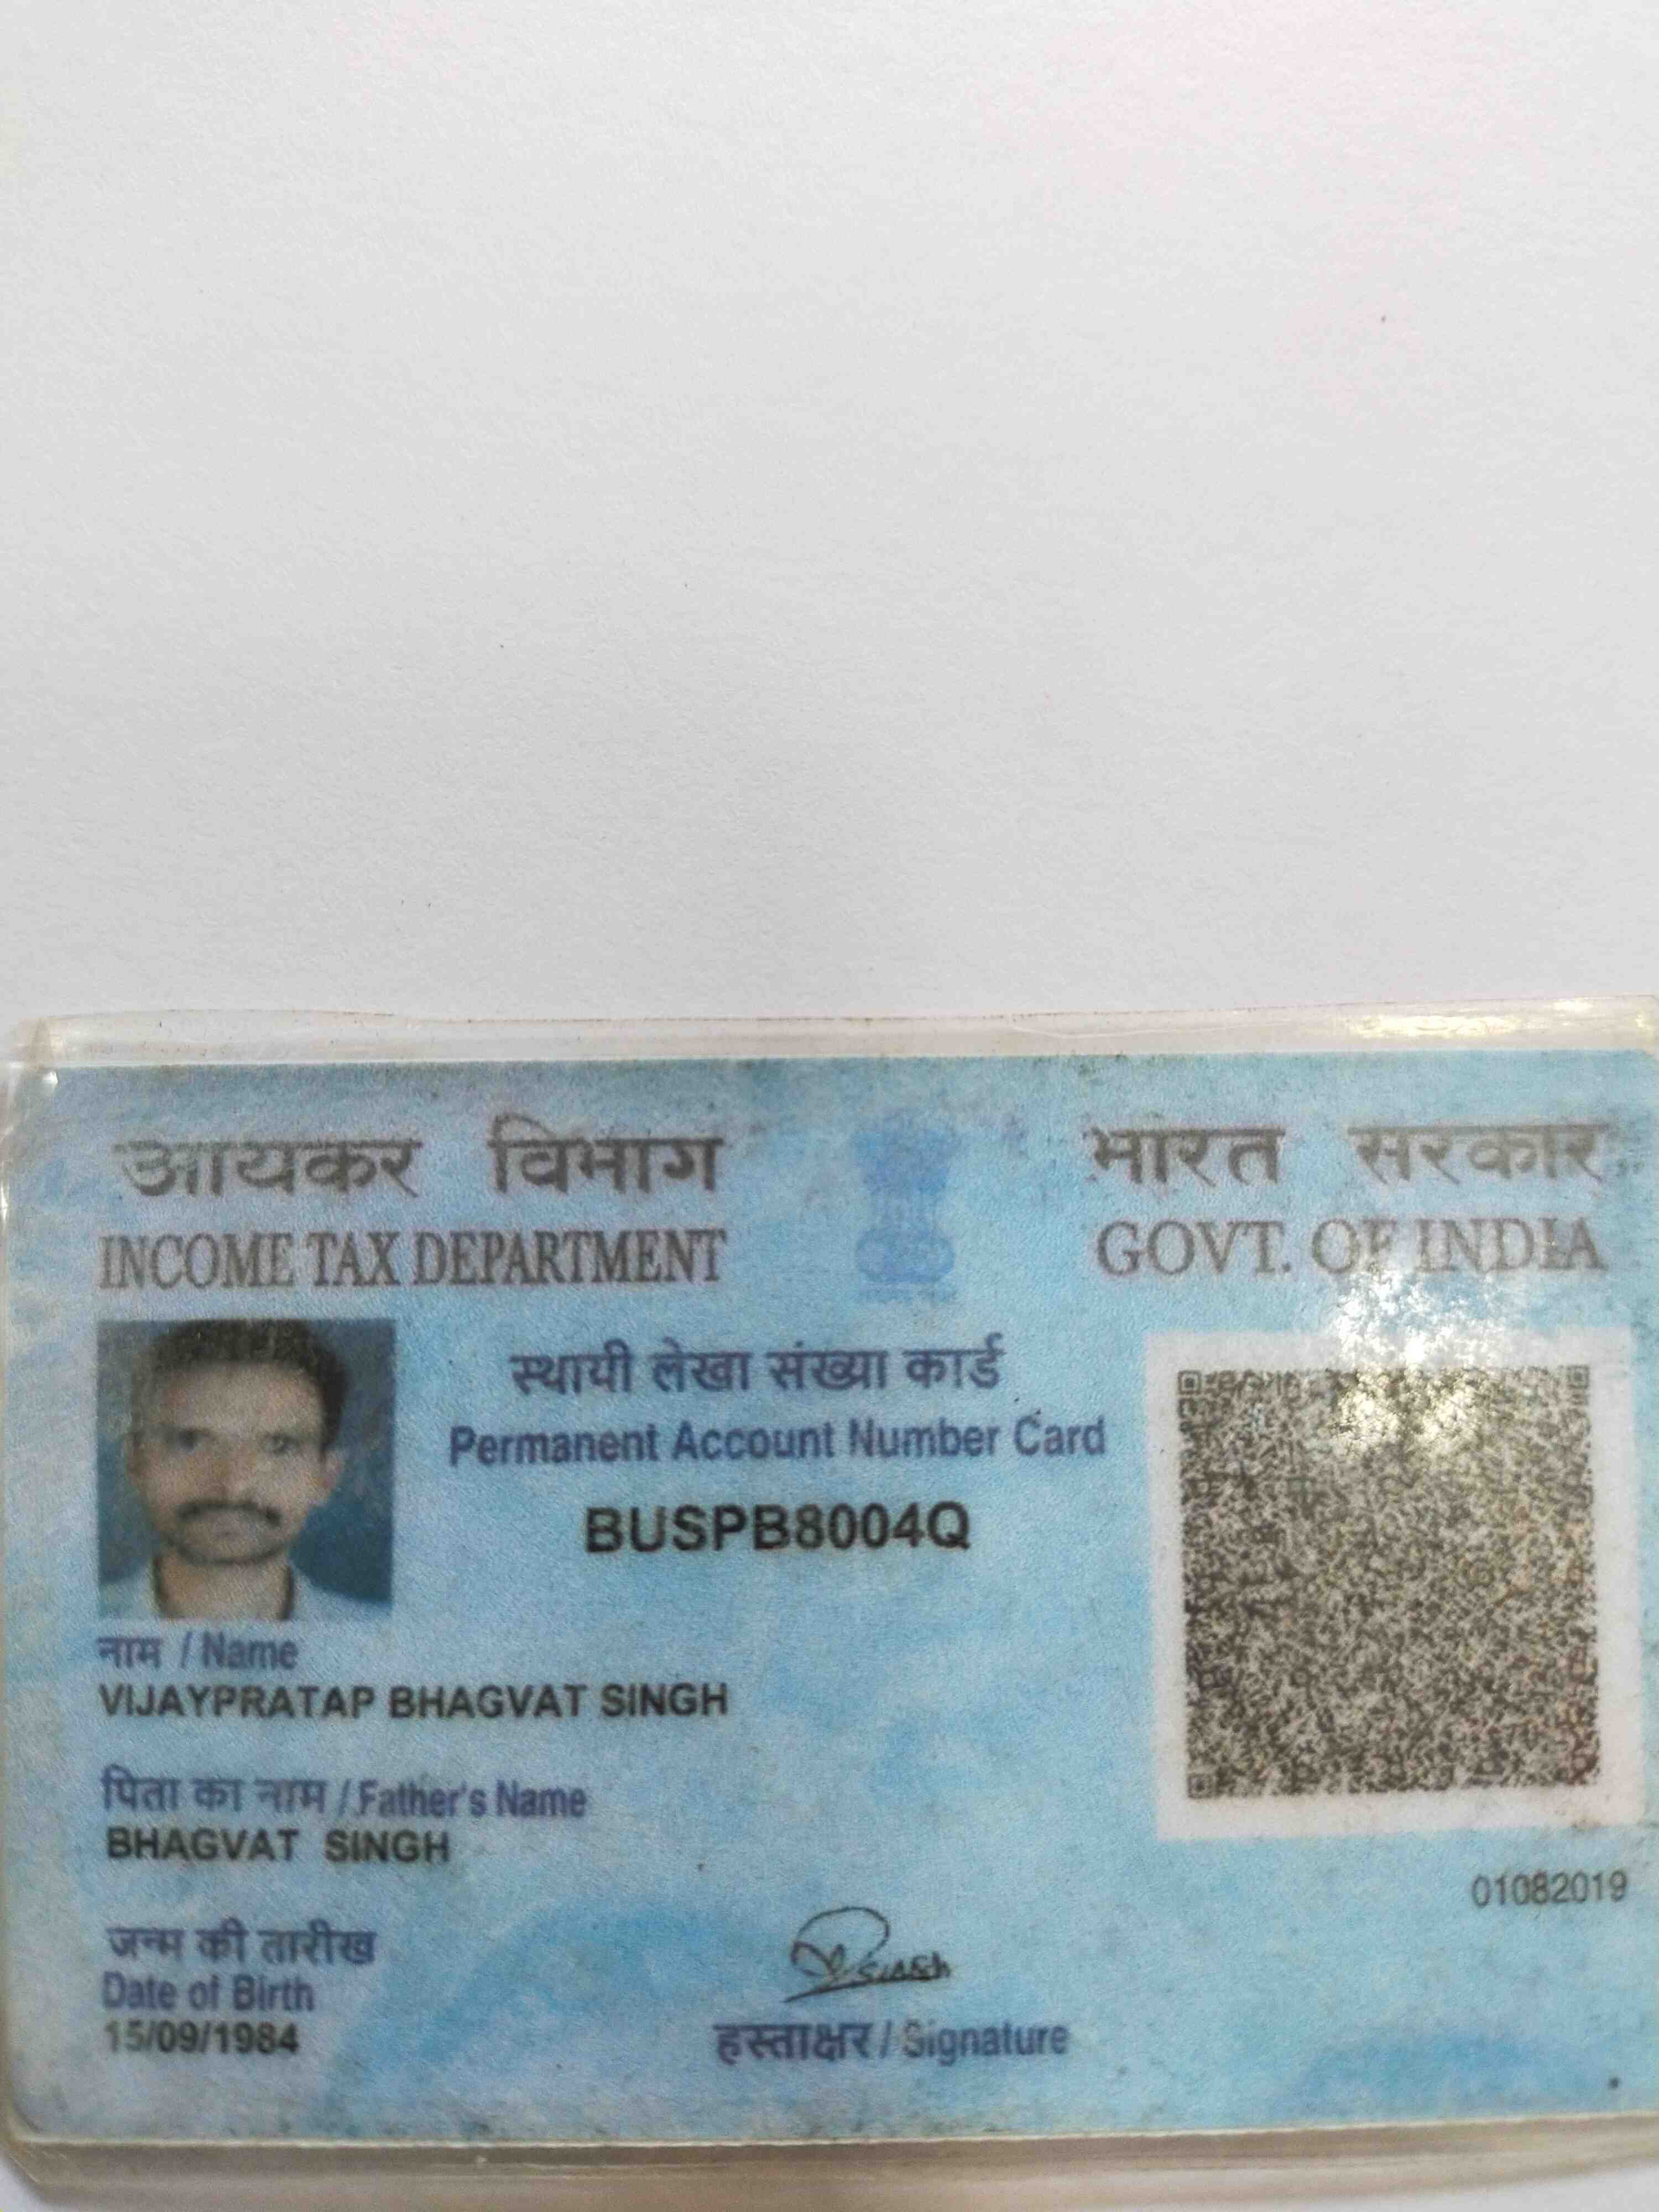 आयकर विभाग
INCOME TAX DEPARTMENT
भारत सरकार
GOVT. OF INDIA
स्थायी लेखा संख्या कार्ड
Permanent Account Number Card
BUSPB8004Q
नाम / Name
VIJAYPRATAP BHAGVAT SINGH
पिता का नाम / Father's Name
BHAGVAT SINGH
जन्म की तारीख
Date of Birth
15/09/1984
हस्ताक्षर / Signature
01082019